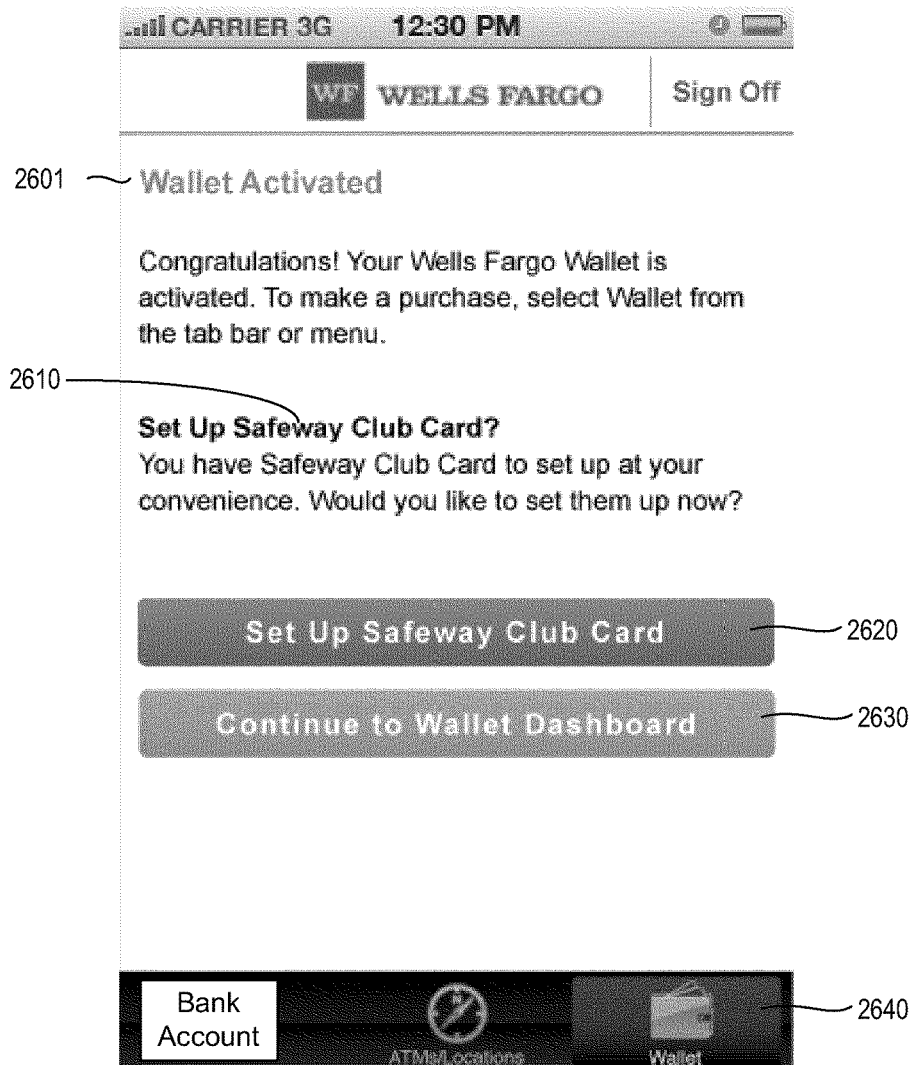 CARRIER 3G 12:30 PM
WF WELLS FARGO Sign Off
2601 Wallet Activated
Congratulations! Your Wells Fargo Wallet is
activated. To make a purchase, select Wallet from
the tab bar or menu.
2610
Set Up Safeway Club Card?
You have Safeway Club Card to set up at your
convenience. Would you like to set them up now?
Set Up Safeway Club Card 2620
Continue to Wallet Dashboard 2630
Bank
Account
ATMs/Locations
Wallet
2640